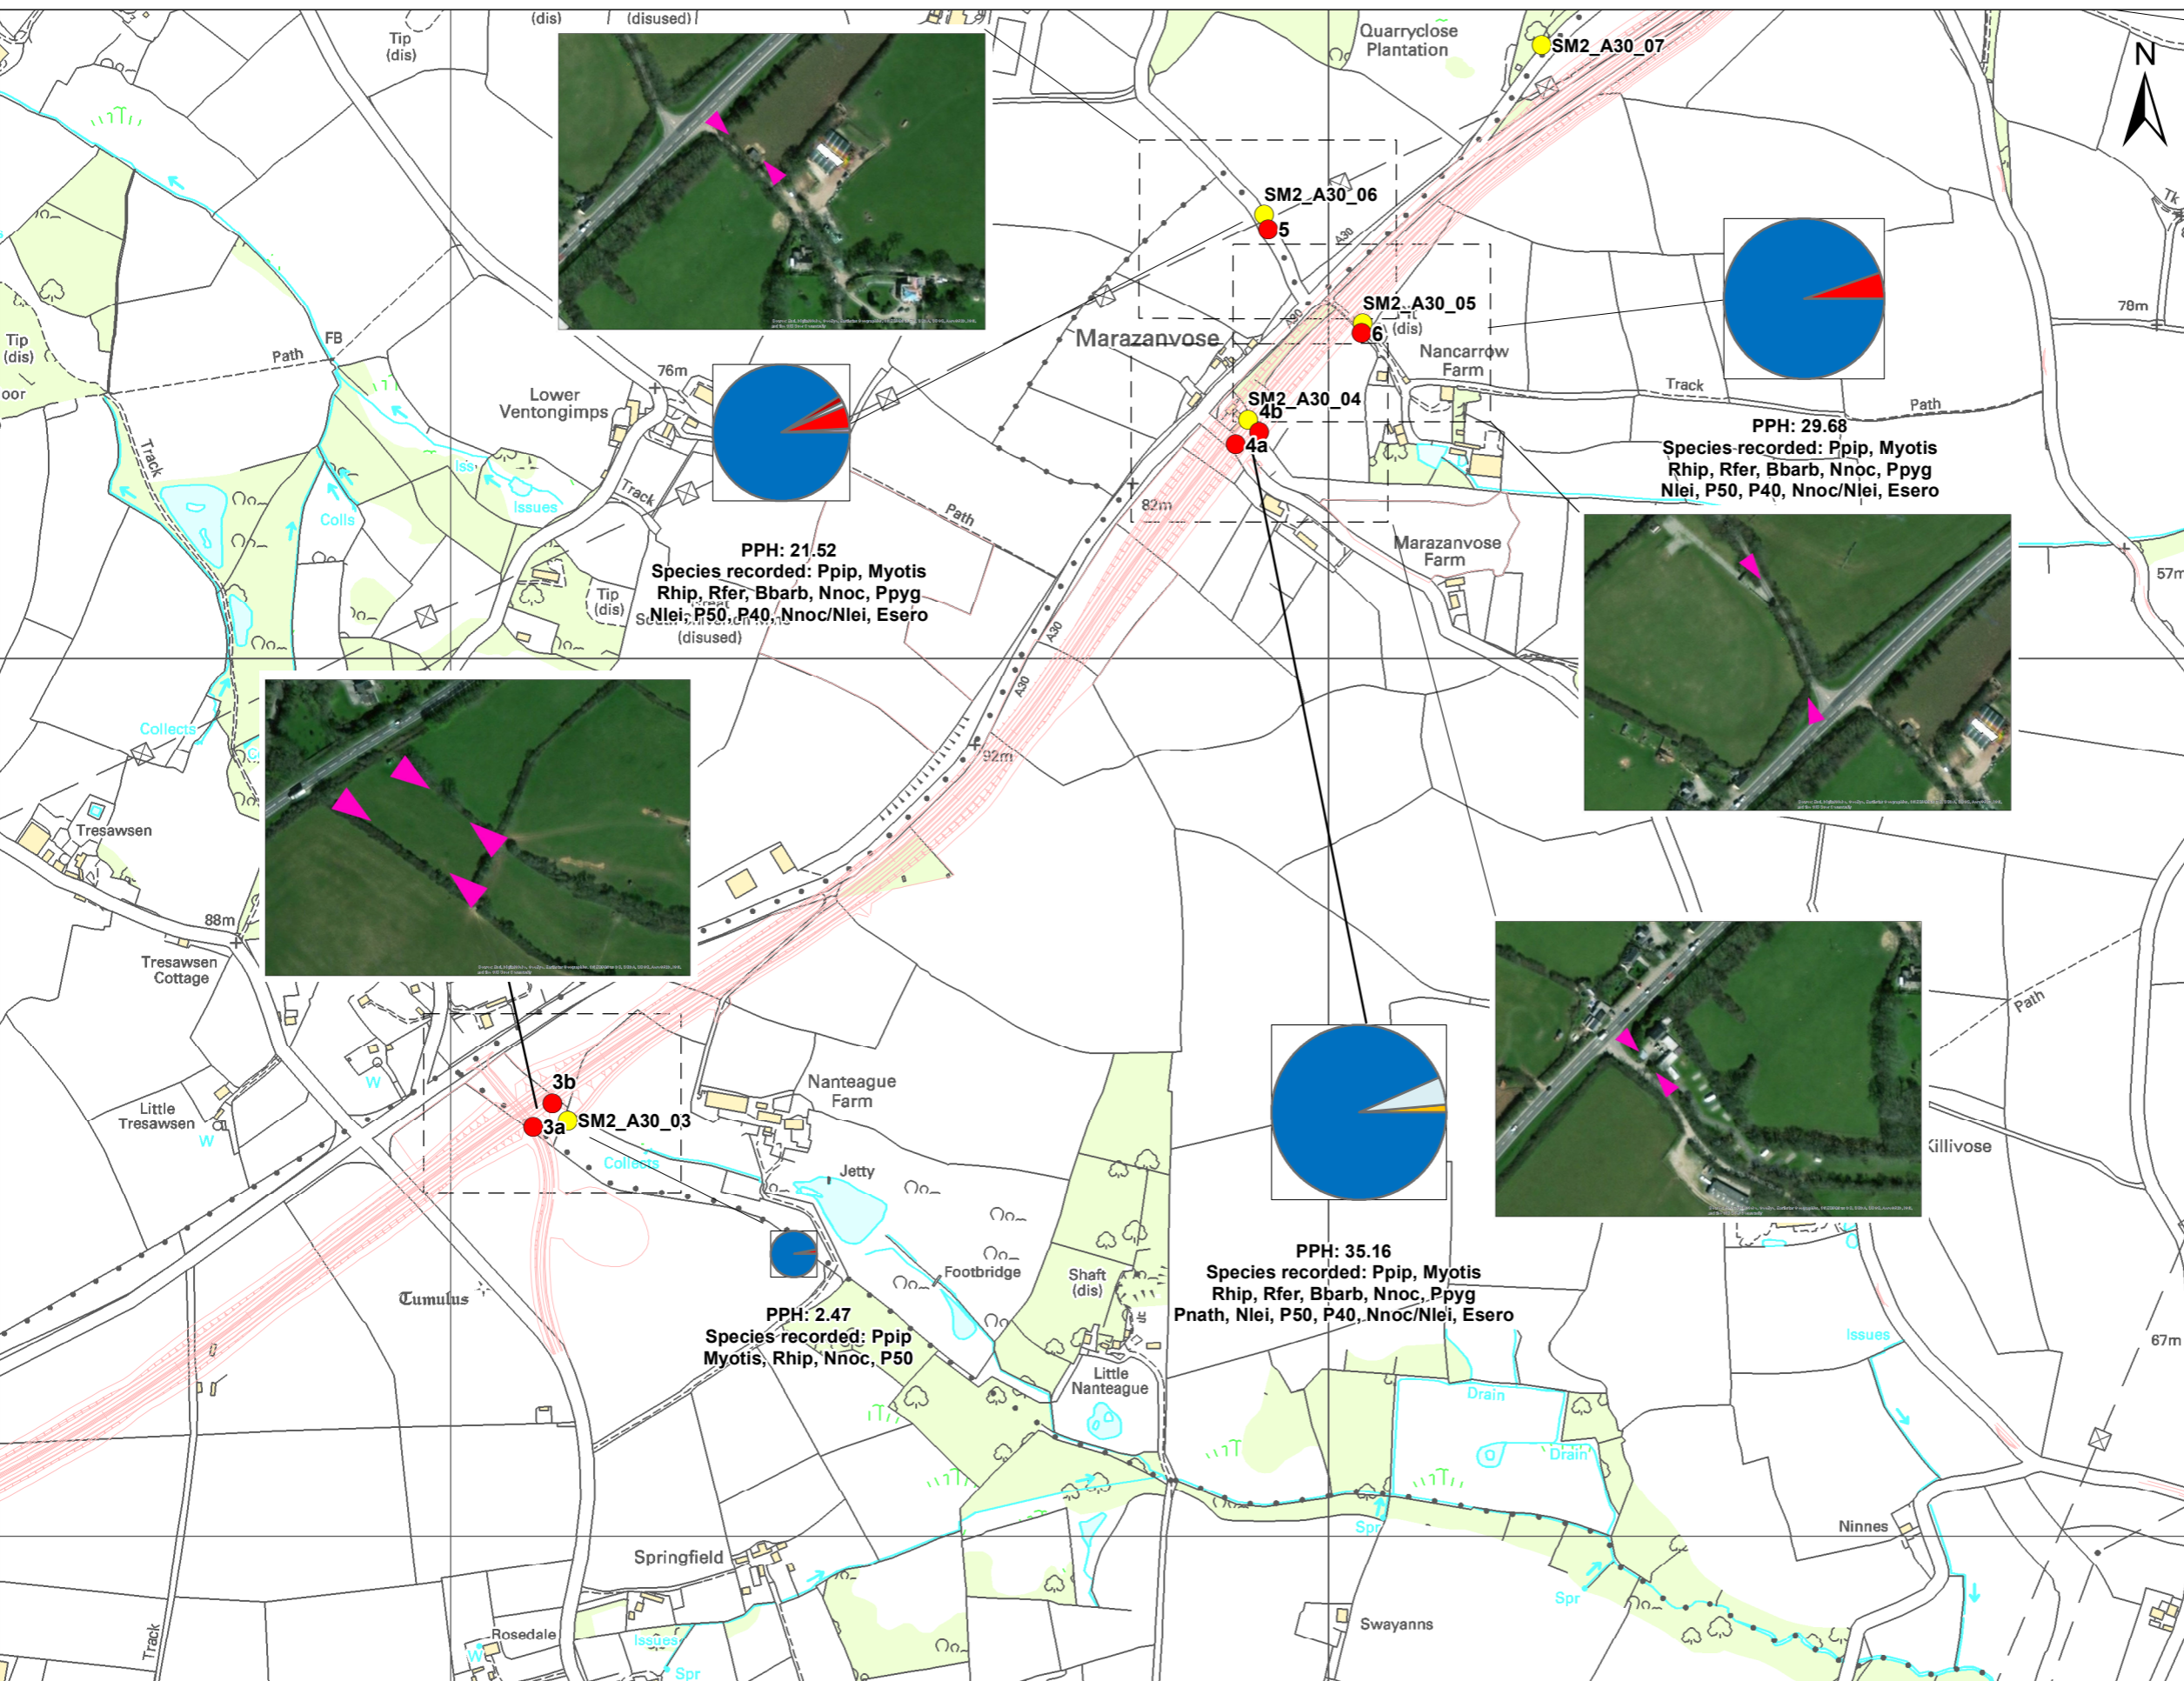 (dis)
(disused)
Tip
(dis)
Quarryclose
Plantation
SM2_A30_07
N
Tk
SM2_A30_06
5
A30
SM2_A30_05
(dis)
6
A30
Marazanvose
Nancarrow
Farm
78m
Tip
(dis)
oor
Path
FB
76m
Lower
Ventongimps
Track
Path
SM2_A30_04
4b
4a
PPH: 29.68
Species recorded: Ppip, Myotis
Rhip, Rfer, Bbarb, Nnoc, Ppyg
Nlei, P50, P40, Nnoc/Nlei, Esero
Track
Iss
Issues
Colls
Track
Path
82m
Marazanvose
Farm
57m
PPH: 21.52
Species recorded: Ppip, Myotis
Rhip, Rfer, Bbarb, Nnoc, Ppyg
Nlei, P50, P40, Nnoc/Nlei, Esero
Tip
(dis)
(disused)
A30
A30
Collects
92m
Tresawsen
88m
Tresawsen
Cottage
Path
3b
3a
SM2_A30_03
Nanteague
Farm
W
Little
Tresawsen
W
Collects
Jetty
Killivose
Footbridge
Shaft
(dis)
Tumulus
PPH: 35.16
Species recorded: Ppip, Myotis
Rhip, Rfer, Bbarb, Nnoc, Ppyg
Pnath, Nlei, P50, P40, Nnoc/Nlei, Esero
PPH: 2.47
Species recorded: Ppip
Myotis, Rhip, Nnoc, P50
Issues
67m
Little
Nanteague
Drain
Drain
Spr
Ninnes
Springfield
Spr
Swayanns
Track
Rosedale
W
Issues
Spr